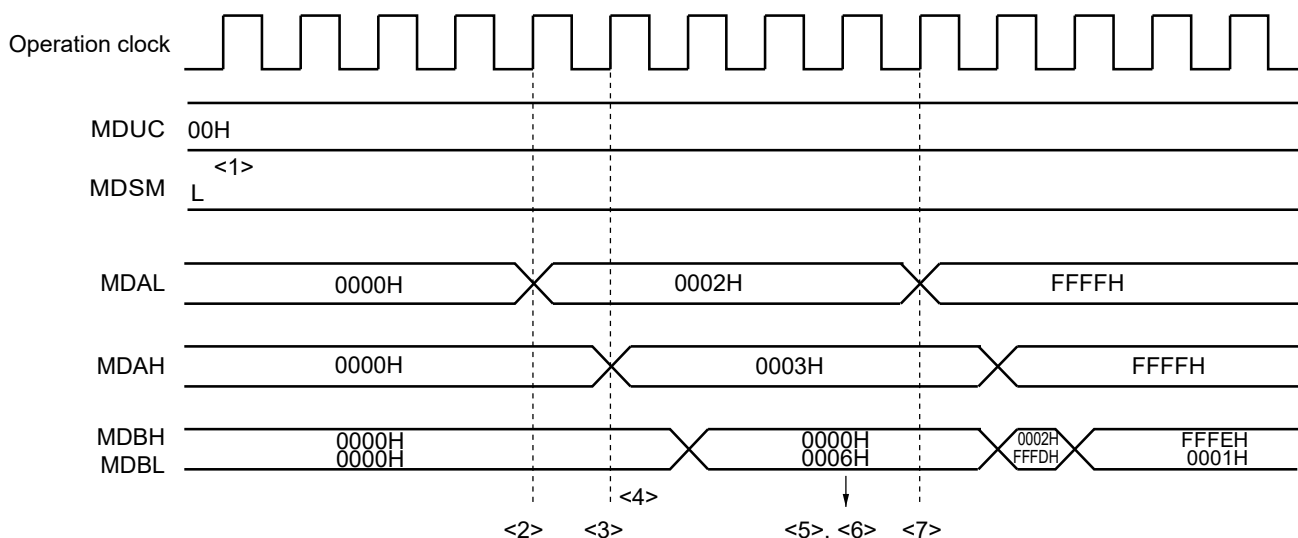 Operation clock
MDUC 00H
<1>
MDSM L
MDAL 0000H 0002H FFFFH
MDAH 0000H 0003H FFFFH
MDBH 0000H 0000H 0002H FFFEH
MDBL 0000H 0006H FFFDH 0001H
<4>
<2> <3> <5>, <6> <7>